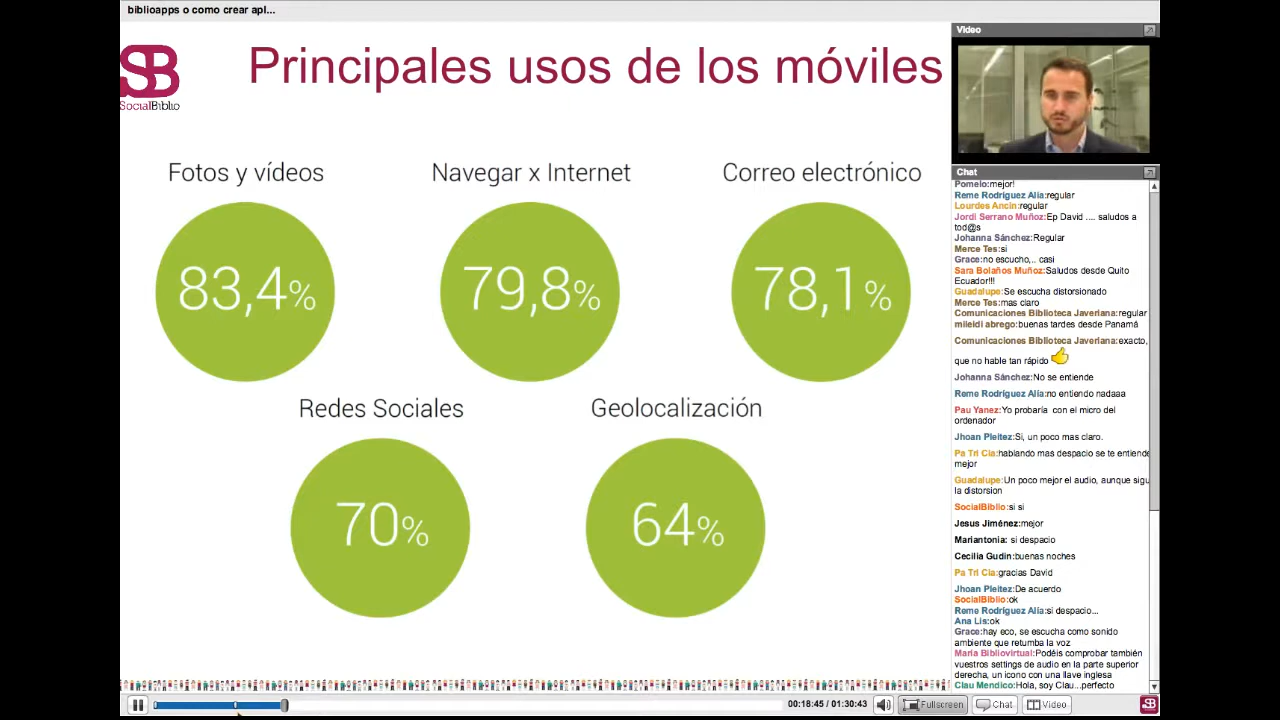 biblioapps o como crear apl...
SB
SocialBiblio
Principales usos de los móviles
Fotos y vídeos
Navegar x Internet
Correo electrónico
83,4%
79,8%
78,1%
Redes Sociales
Geolocalización
70%
64%
Video
Chat
Pomelo:mejor!
Reme Rodríguez Alía:regular
Lourdes Ancin:regular
Jordi Serrano Muñoz:Ep David .... saludos a
tod@s
Johanna Sánchez:Regular
Merce Tes:si
Grace:no escucho,.. casi
Sara Bolaños Muñoz:Saludos desde Quito
Ecuador!!!
Guadalupe:Se escucha distorsionado
Merce Tes:mas claro
Comunicaciones Biblioteca Javeriana:regular
mileidi abrego:buenas tardes desde Panamá
Comunicaciones Biblioteca Javeriana:exacto,
que no hable tan rápido
Johanna Sánchez:No se entiende
Reme Rodríguez Alía:no entiendo nadaaa
Pau Yanez:Yo probaría con el micro del
ordenador
Jhoan Pleitez:Si, un poco mas claro.
Pa Tri Cia:hablando mas despacio se te entiende
mejor
Guadalupe:Un poco mejor el audio, aunque sigu
la distorsion
SocialBiblio:si si
Jesus Jiménez:mejor
Mariantonia: si despacio
Cecilia Gudin:buenas noches
Pa Tri Cia:gracias David
Jhoan Pleitez:De acuerdo
SocialBiblio:ok
Reme Rodríguez Alía:si despacio...
Ana Lis:ok
Grace:hay eco, se escucha como sonido
ambiente que retumba la voz
María Bibliovirtual:Podéis comprobar también
vuestros settings de audio en la parte superior
derecha, un icono con una llave inglesa
Clau Mendico:Hola, soy Clau...perfecto
00:18:45 / 01:30:43
Fullscreen
Chat
Video
SB